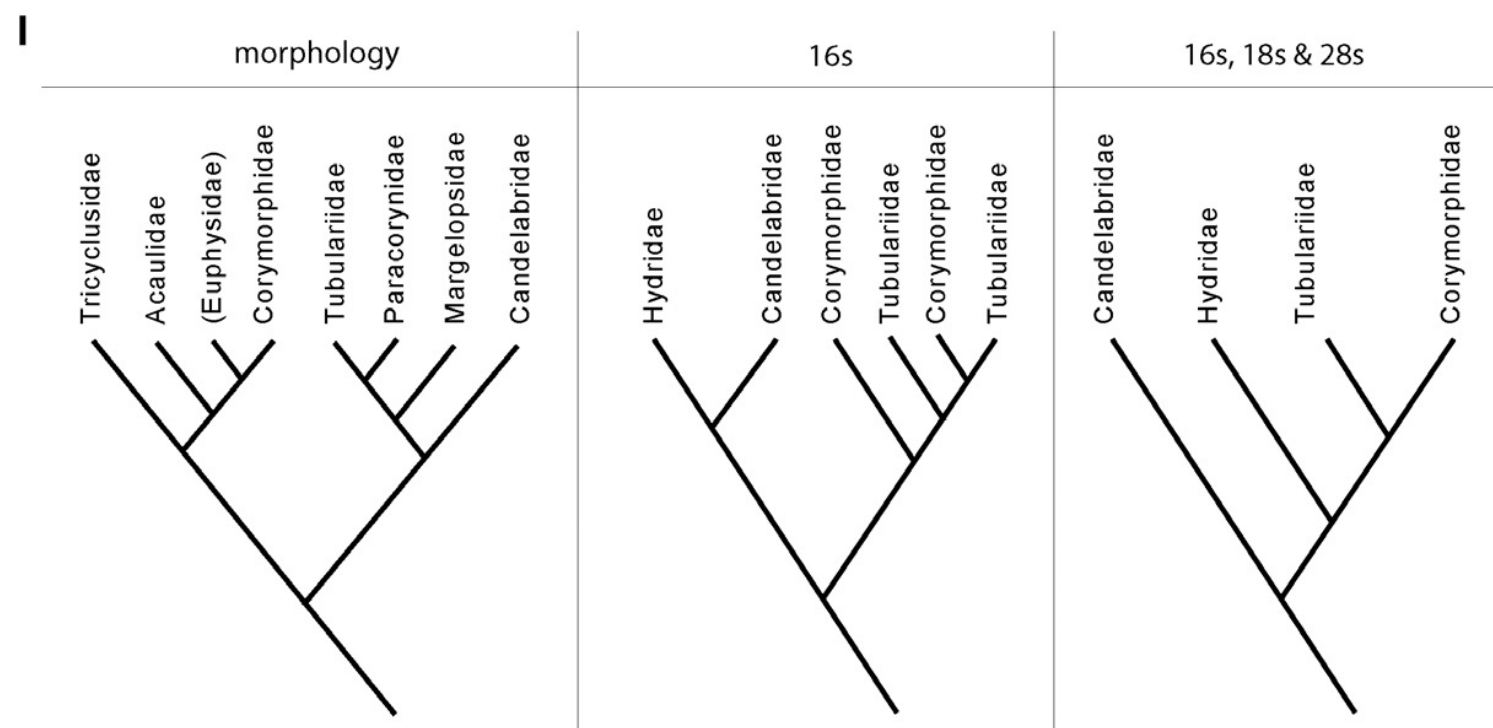 I
morphology
16s
16s, 18s & 28s
Tricyclusidae
Acaulidae
(Euphysidae)
Corymorphidae
Tubulariidae
Paracorynidae
Margelopsidae
Candelabridae
Hydridae
Candelabridae
Corymorphidae
Tubulariidae
Corymorphidae
Tubulariidae
Candelabridae
Hydridae
Tubulariidae
Corymorphidae